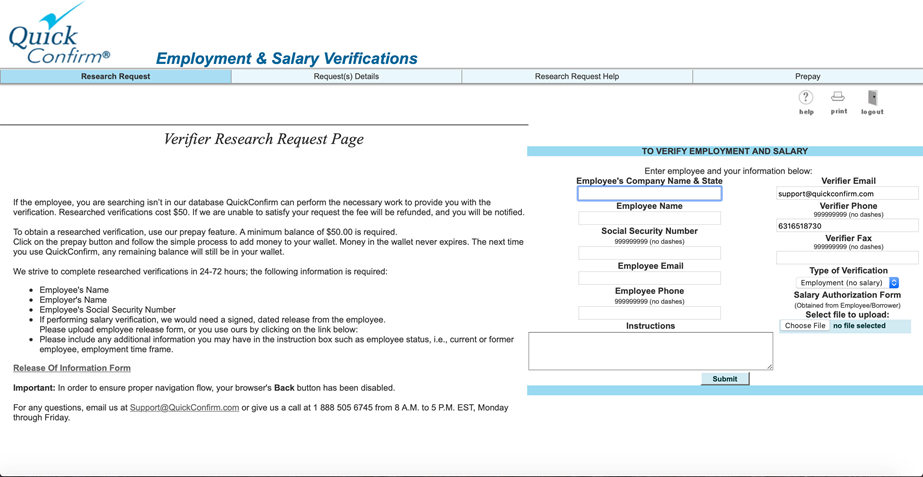 Quick
Confirm®
Employment & Salary Verifications
Research Request
Request(s) Details
Research Request Help
Prepay
help
print
logout
Verifier Research Request Page
If the employee, you are searching isn't in our database QuickConfirm can perform the necessary work to provide you with the
verification. Researched verifications cost $50. If we are unable to satisfy your request the fee will be refunded, and you will be notified.
To obtain a researched verification, use our prepay feature. A minimum balance of $50.00 is required.
Click on the prepay button and follow the simple process to add money to your wallet. Money in the wallet never expires. The next time
you use QuickConfirm, any remaining balance will still be in your wallet.
We strive to complete researched verifications in 24-72 hours; the following information is required:
• Employee's Name
• Employer's Name
• Employee's Social Security Number
• If performing salary verification, we would need a signed, dated release from the employee.
Please upload employee release form, or you use ours by clicking on the link below:
• Please include any additional information you may have in the instruction box such as employee status, i.e., current or former
employee, employment time frame.
Release Of Information Form
Important: In order to ensure proper navigation flow, your browser's Back button has been disabled.
For any questions, email us at Support@QuickConfirm.com or give us a call at 1 888 505 6745 from 8 A.M. to 5 P.M. EST, Monday
through Friday.
TO VERIFY EMPLOYMENT AND SALARY
Enter employee and your information below:
Employee's Company Name & State
Employee Name
Social Security Number
999999999 (no dashes)
Employee Email
Employee Phone
999999999 (no dashes)
Instructions
Verifier Email
support@quickconfirm.com
Verifier Phone
999999999 (no dashes)
6316518730
Verifier Fax
999999999 (no dashes)
Type of Verification
Employment (no salary)
Salary Authorization Form
(Obtained from Employee/Borrower)
Select file to upload:
Choose File no file selected
Submit